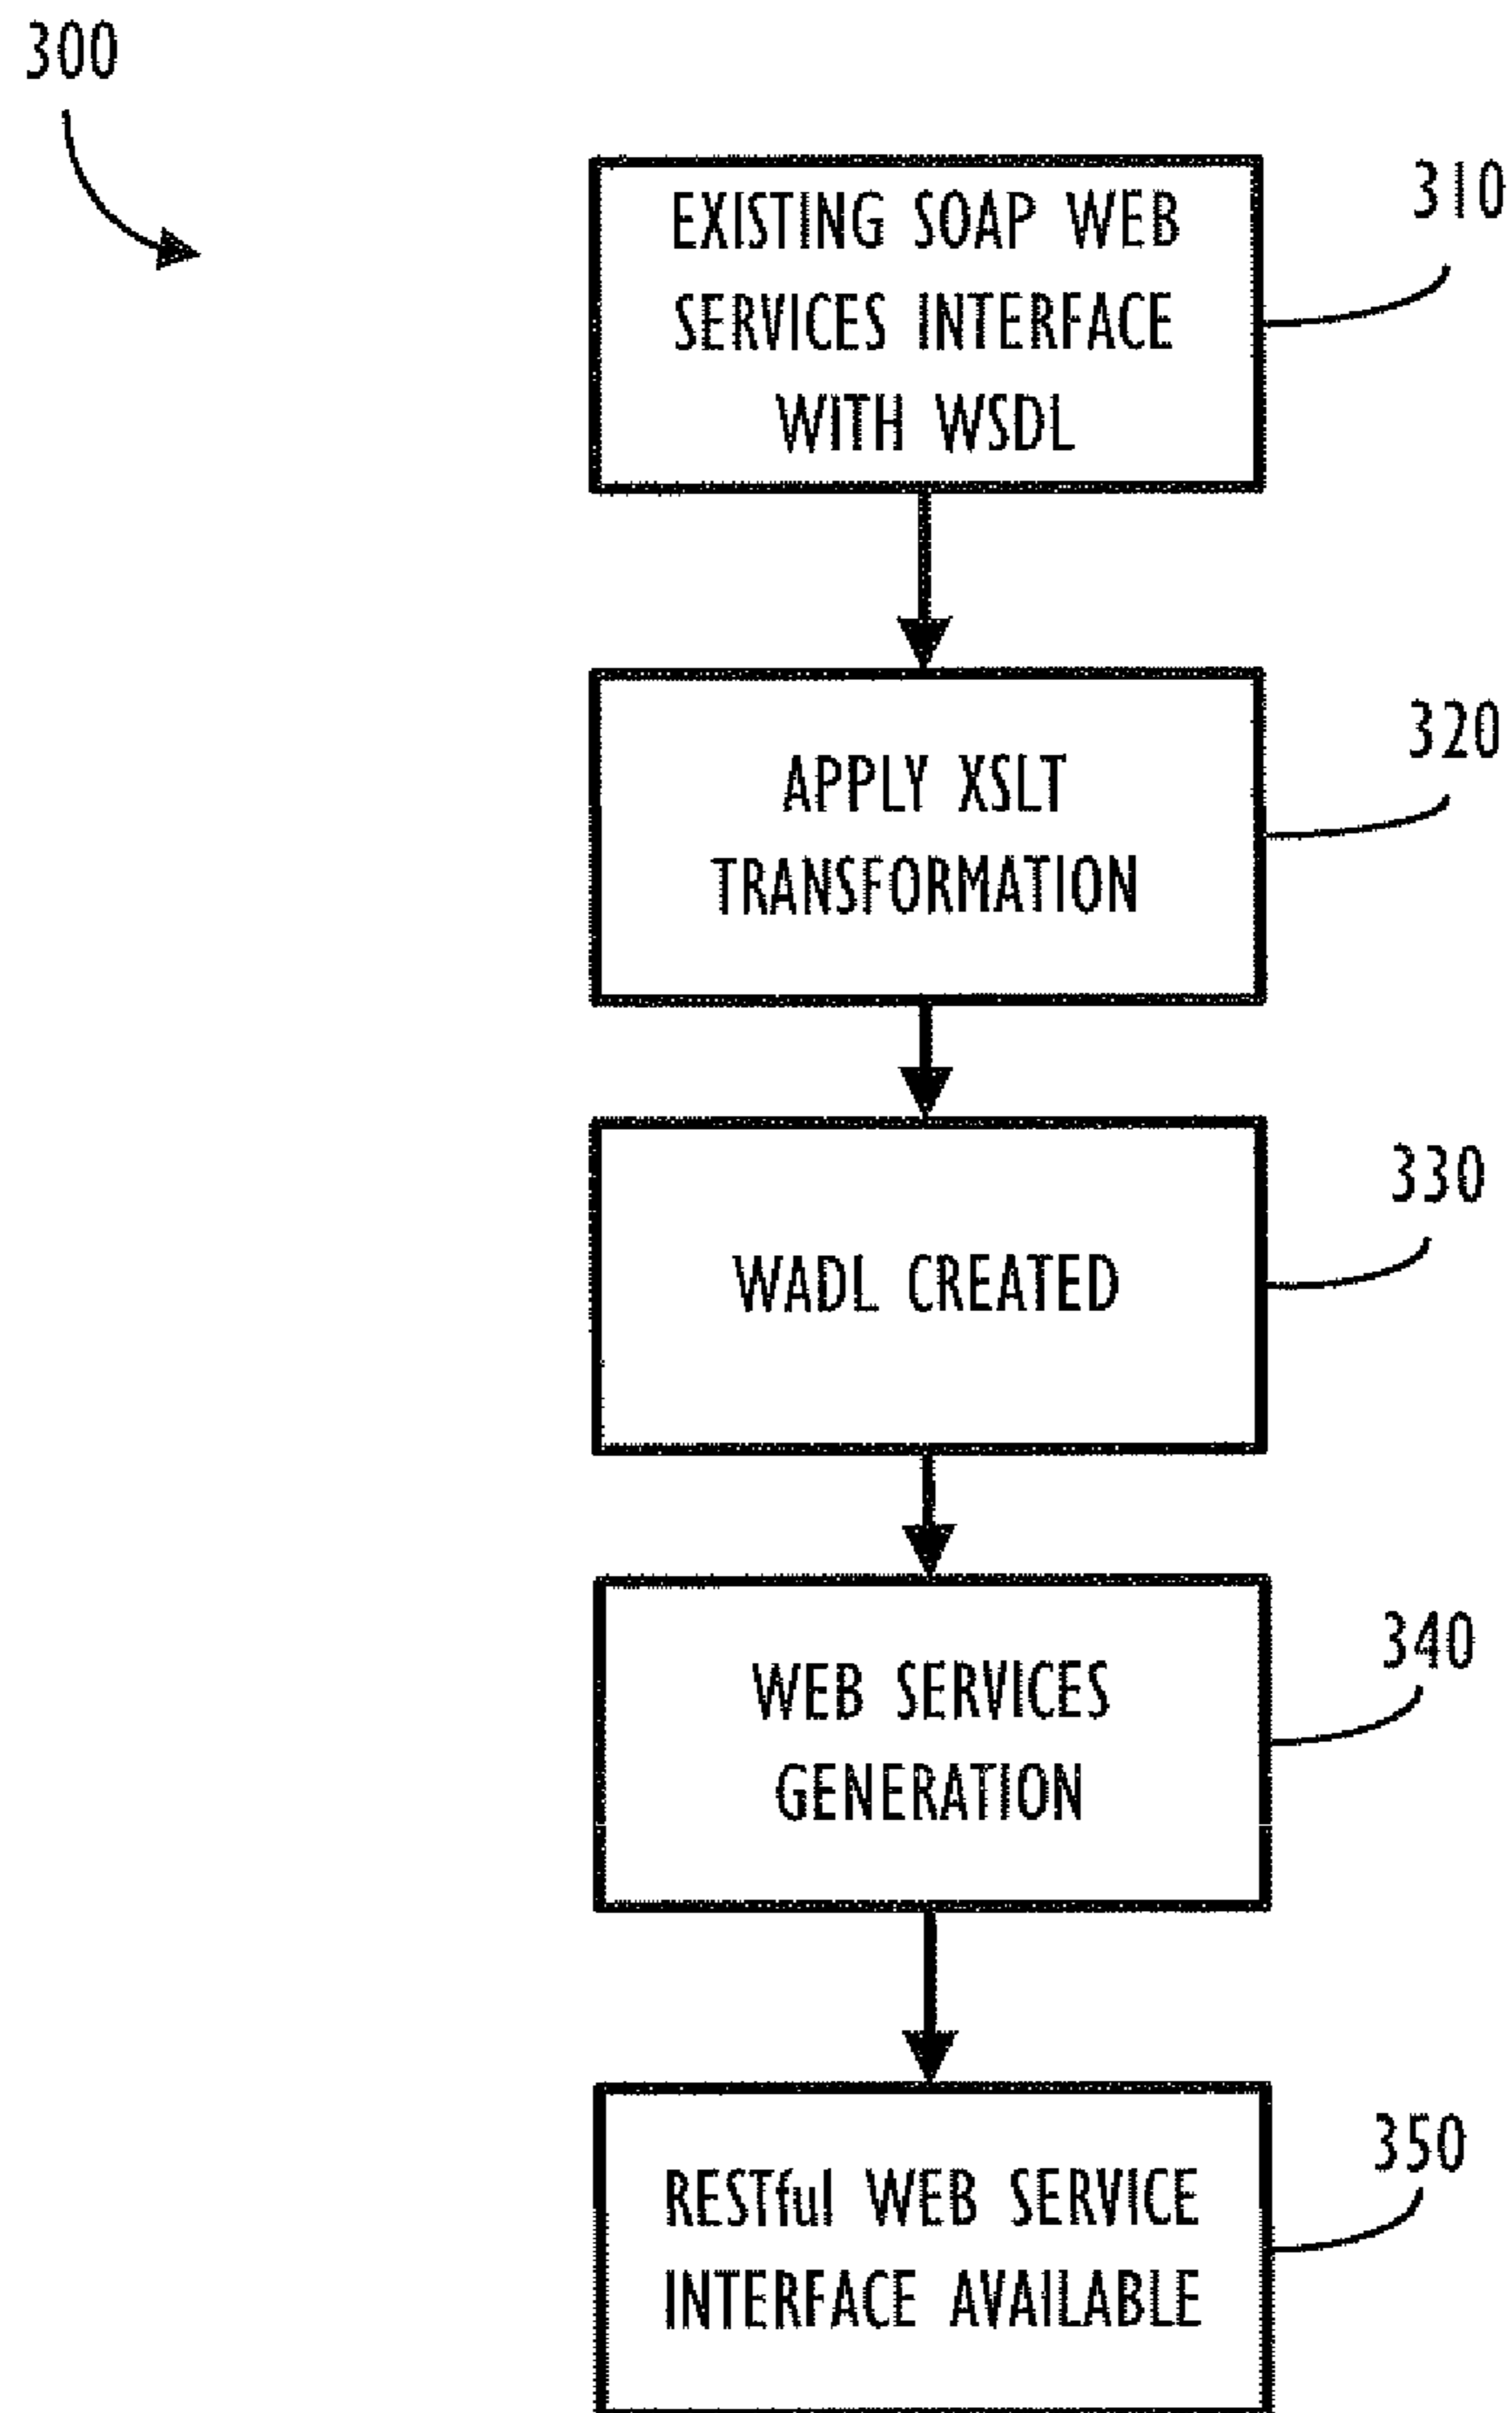 300
310
EXISTING SOAP WEB
SERVICES INTERFACE
WITH WSDL
320
APPLY XSLT
TRANSFORMATION
330
WADL CREATED
340
WEB SERVICES
GENERATION
350
RESTful WEB SERVICE
INTERFACE AVAILABLE